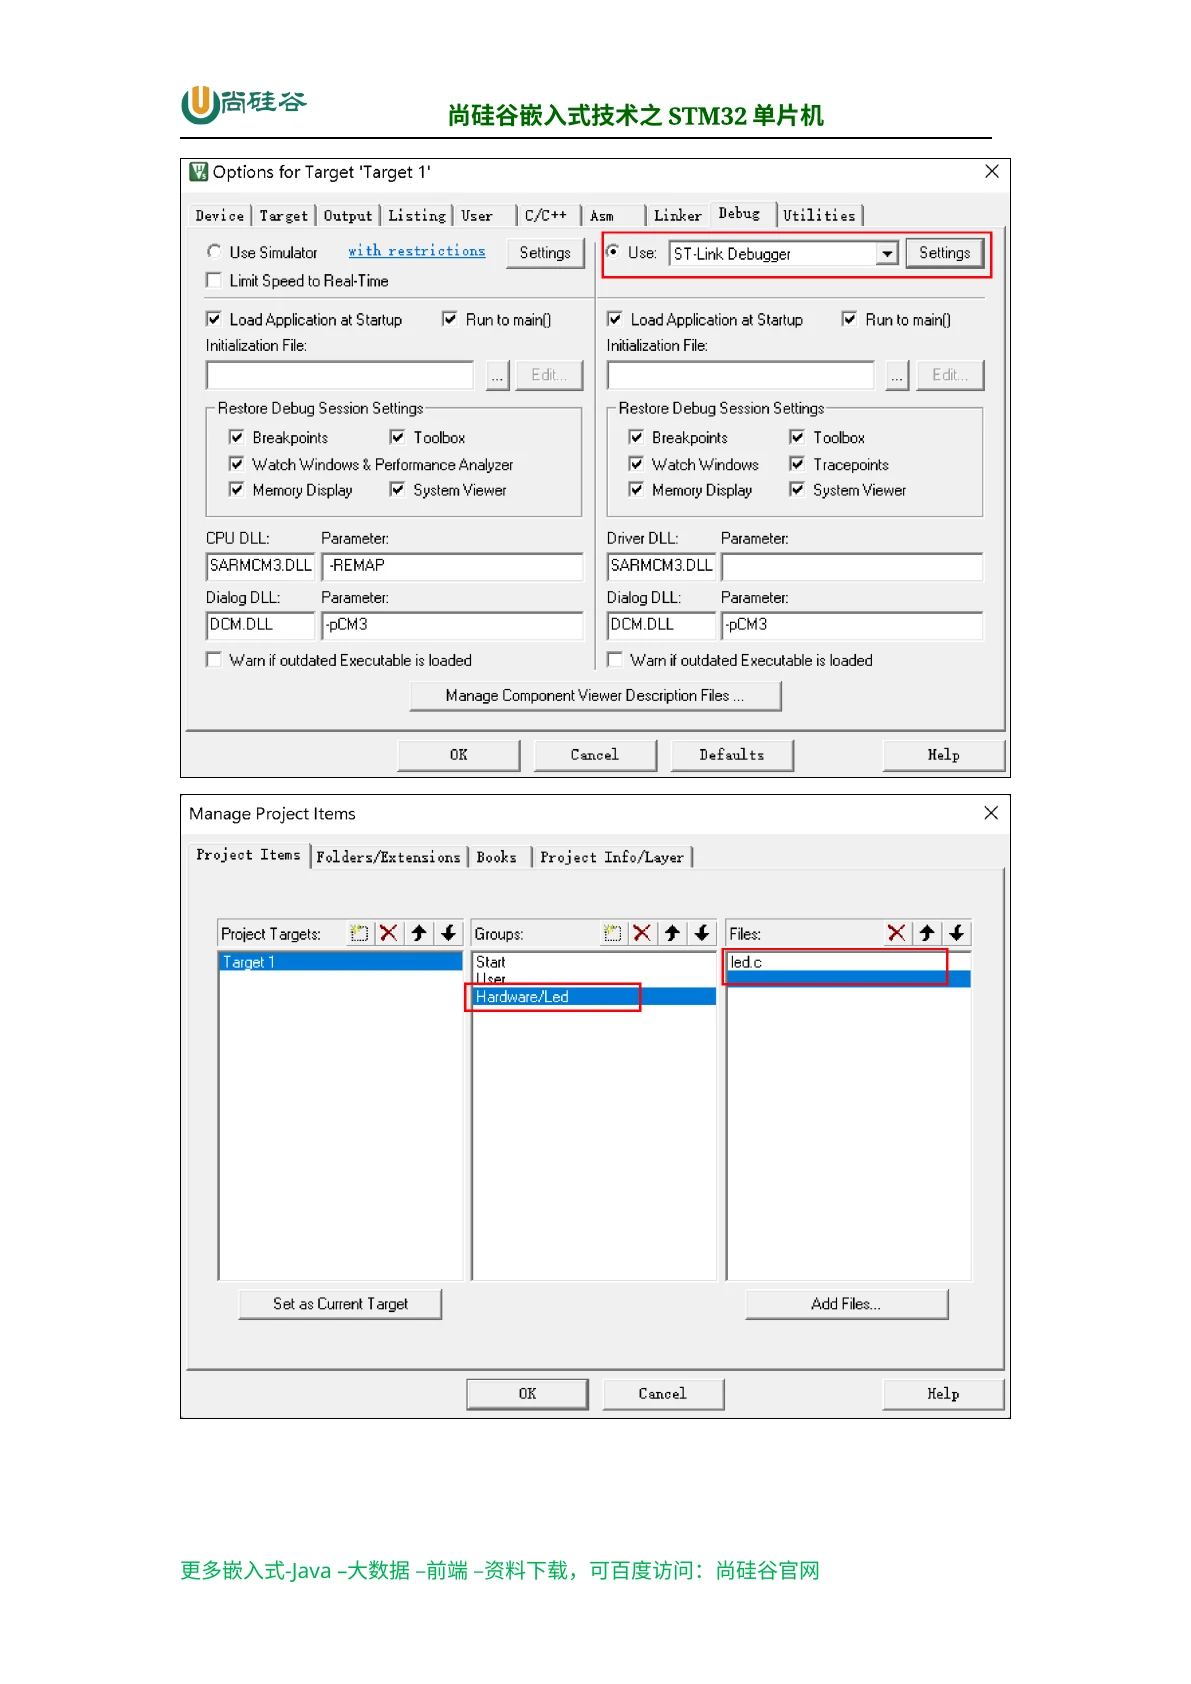 尚硅谷
尚硅谷嵌入式技术之 STM32 单片机
Options for Target 'Target 1'
Device Target Output Listing User C/C++ Asm Linker Debug Utilities
Use Simulator with restrictions Settings Use: ST-Link Debugger Settings
Limit Speed to Real-Time
Load Application at Startup Run to main() Load Application at Startup Run to main()
Initialization File: Initialization File:
... Edit... ... Edit...
Restore Debug Session Settings Restore Debug Session Settings
Breakpoints Toolbox Breakpoints Toolbox
Watch Windows & Performance Analyzer Watch Windows Tracepoints
Memory Display System Viewer Memory Display System Viewer
CPU DLL: Parameter: Driver DLL: Parameter:
SARMCM3.DLL -REMAP SARMCM3.DLL
Dialog DLL: Parameter: Dialog DLL: Parameter:
DCM.DLL -pCM3 DCM.DLL -pCM3
Warn if outdated Executable is loaded Warn if outdated Executable is loaded
Manage Component Viewer Description Files ...
OK Cancel Defaults Help
Manage Project Items
Project Items Folders/Extensions Books Project Info/Layer
Project Targets: Groups: Files:
Target 1 Start led.c
User
Hardware/Led
Set as Current Target Add Files...
OK Cancel Help
更多嵌入式-Java –大数据 –前端 –资料下载，可百度访问：尚硅谷官网